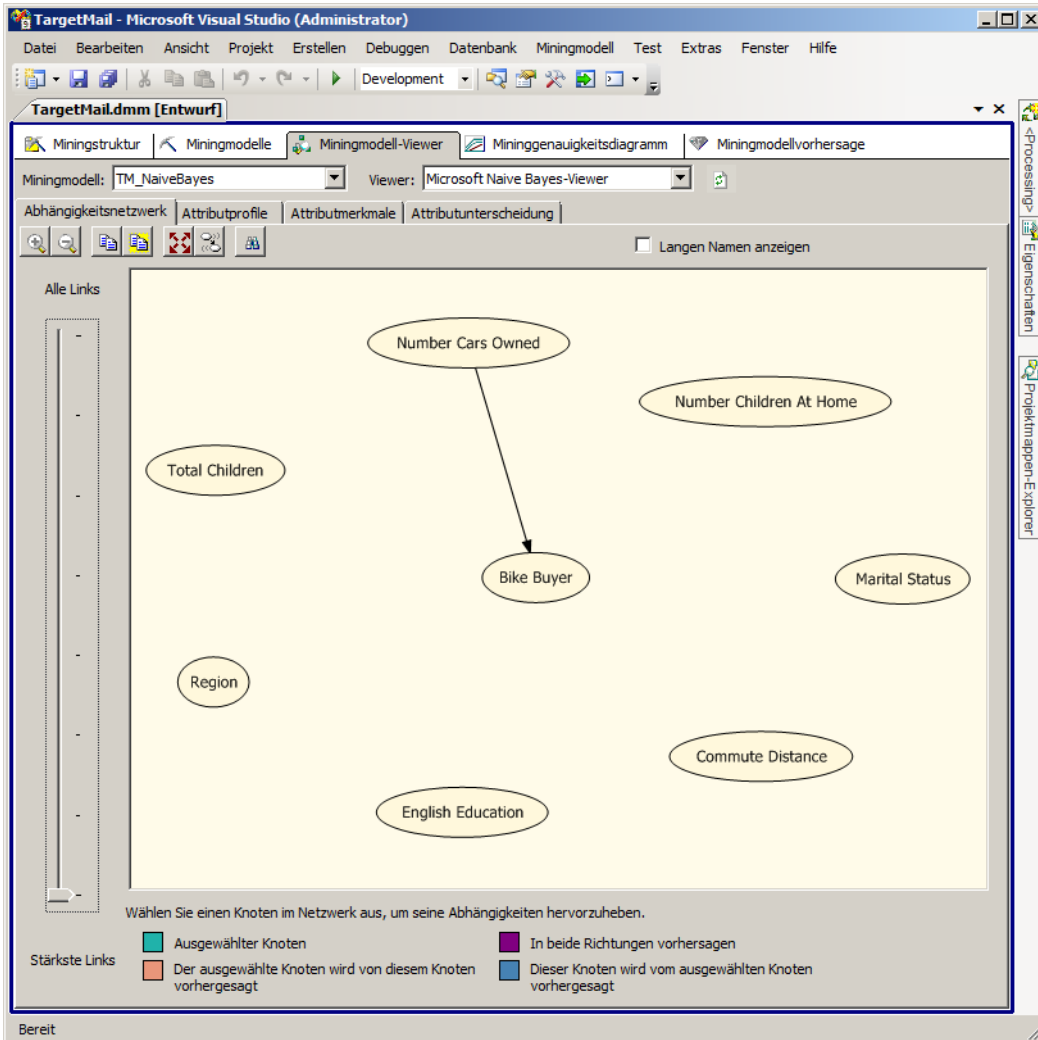 TargetMail - Microsoft Visual Studio (Administrator)
Datei Bearbeiten Ansicht Projekt Erstellen Debuggen Datenbank Miningmodell Test Extras Fenster Hilfe
Development
TargetMail.dmm [Entwurf]
Miningstruktur Miningmodelle Miningmodell-Viewer Mininggenauigkeitsdiagramm Miningmodellvorhersage
Miningmodell: TM_NaiveBayes Viewer: Microsoft Naive Bayes-Viewer
Abhängigkeitsnetzwerk Attributprofile Attributmerkmale Attributunterscheidung
Langen Namen anzeigen
Alle Links
Number Cars Owned
Number Children At Home
Total Children
Bike Buyer
Marital Status
Region
Commute Distance
English Education
Wählen Sie einen Knoten im Netzwerk aus, um seine Abhängigkeiten hervorzuheben.
Stärkste Links
Ausgewählter Knoten
In beide Richtungen vorhersagen
Der ausgewählte Knoten wird von diesem Knoten
vorhergesagt
Dieser Knoten wird vom ausgewählten Knoten
vorhergesagt
<Processing>
Eigenschaften
Projektmappen-Explorer
Bereit